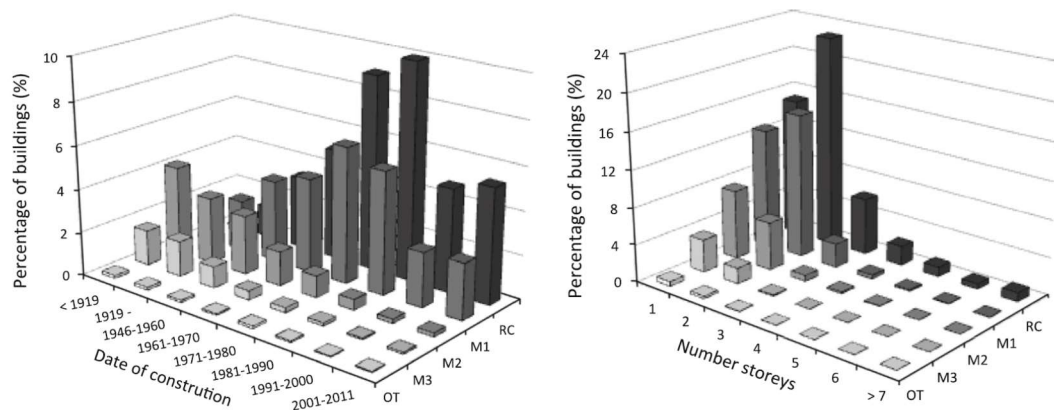 Percentage of buildings (%)
10
8
6
4
2
0
< 1919
1919 -
1946-1960
1961-1970
1971-1980
1981-1990
1991-2000
2001-2011
Date of constrution
OT
M3
M2
M1
RC
Percentage of buildings (%)
24
20
16
12
8
4
0
1
2
3
4
5
6
> 7
Number storeys
OT
M3
M2
M1
RC